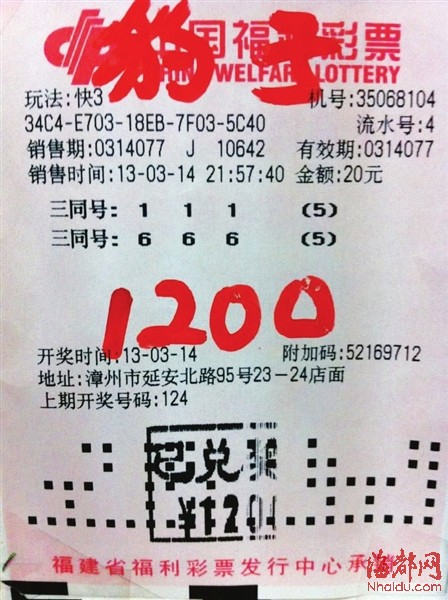 中国福利彩票
豹子
CHINA WELFARE LOTTERY
玩法:快3 机号:35068104
34C4-E703-18EB-7F03-5C40 流水号:4
销售期:0314077 J 10642 有效期:0314077
销售时间:13-03-14 21:57:40 金额:20元
三同号: 1 1 1 (5)
三同号: 6 6 6 (5)
1200
开奖时间:13-03-14 附加码:52169712
地址:漳州市延安北路95号23-24店面
上期开奖号码:124
已兑奖
¥120
福建省福利彩票发行中心承销
海都网
Nhaidu.com